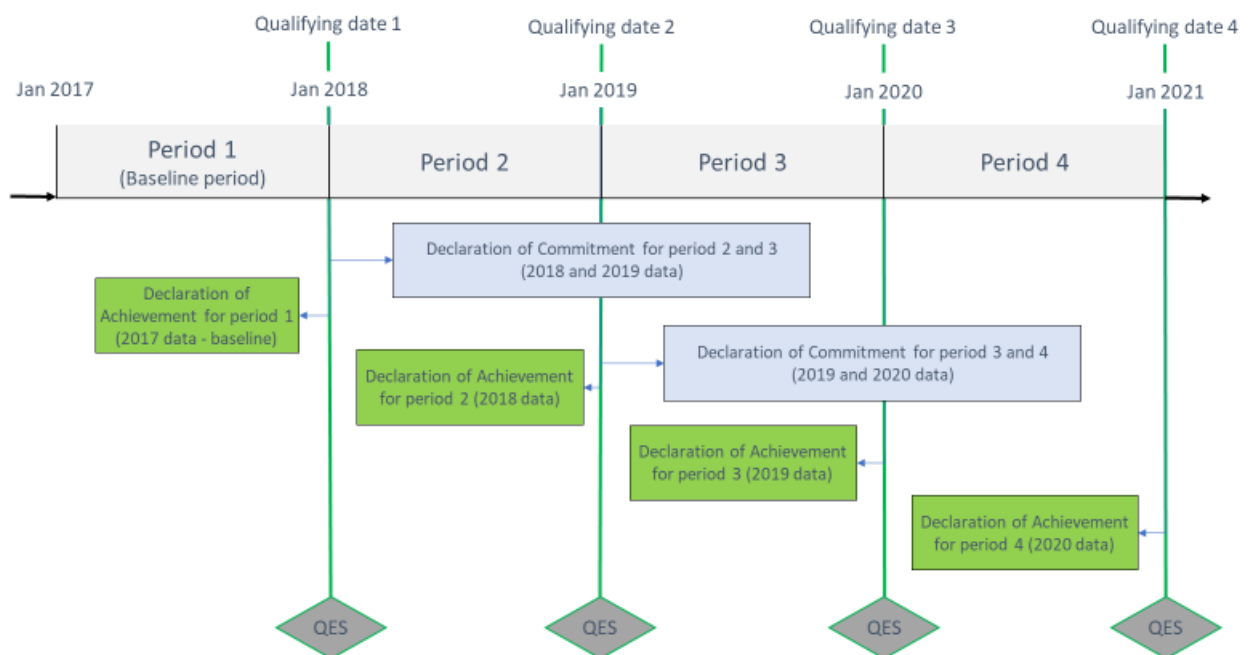 Qualifying date 1
Qualifying date 2
Qualifying date 3
Qualifying date 4
Jan 2017
Jan 2018
Jan 2019
Jan 2020
Jan 2021
Period 1
(Baseline period)
Period 2
Period 3
Period 4
Declaration of Commitment for period 2 and 3
(2018 and 2019 data)
Declaration of
Achievement for period 1
(2017 data - baseline)
Declaration of Commitment for period 3 and 4
(2019 and 2020 data)
Declaration of Achievement
for period 2 (2018 data)
Declaration of Achievement
for period 3 (2019 data)
Declaration of Achievement
for period 4 (2020 data)
QES
QES
QES
QES